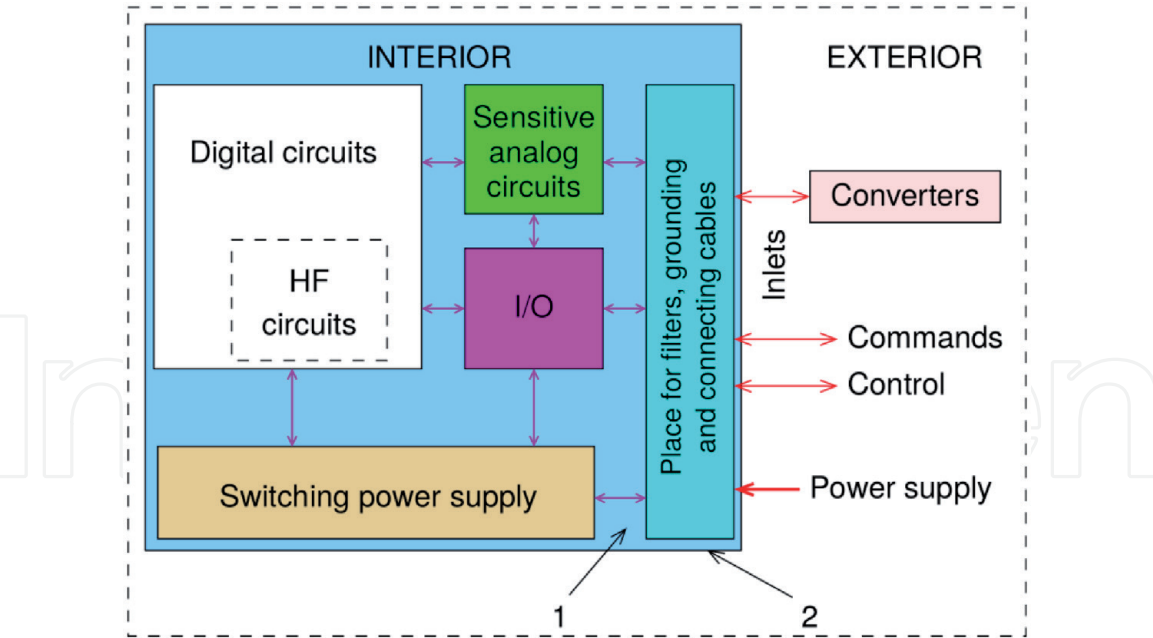 INTERIOR
EXTERIOR
Digital circuits
HF
circuits
Sensitive
analog
circuits
I/O
Switching power supply
Place for filters, grounding
and connecting cables
Inlets
Converters
Commands
Control
Power supply
1
2